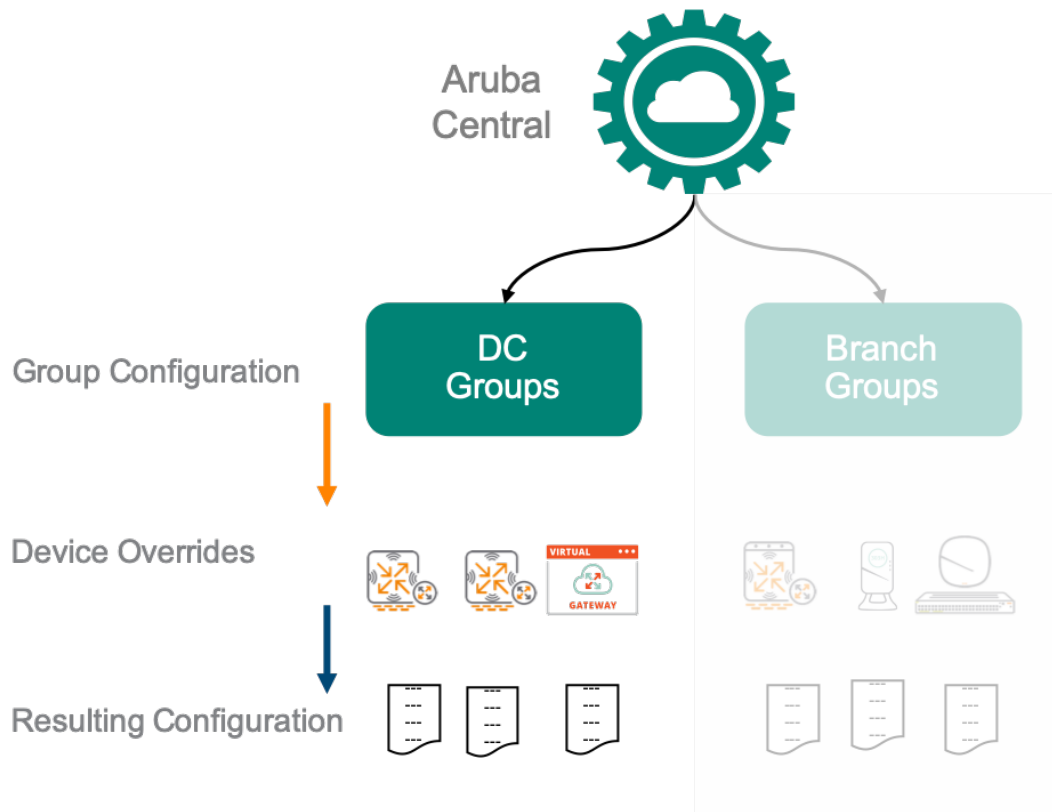 Aruba
Central
DC
Groups
Branch
Groups
Group Configuration
Device Overrides
VIRTUAL
GATEWAY
Resulting Configuration